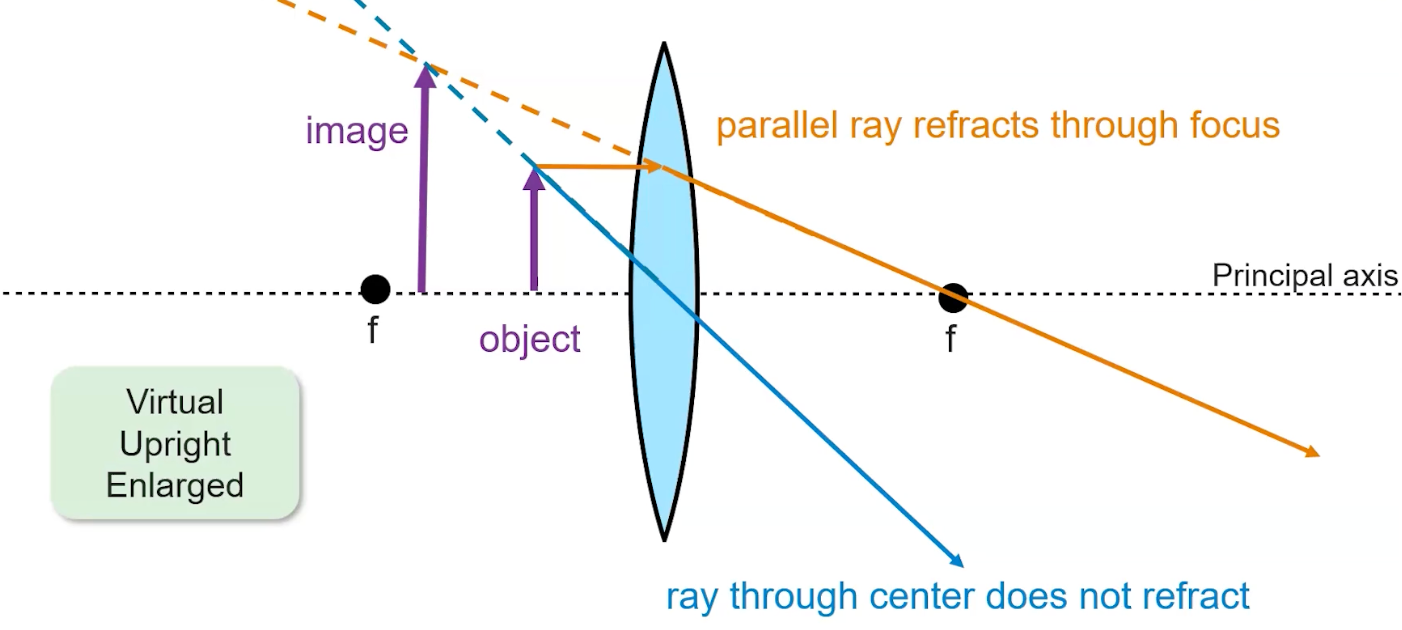 image
parallel ray refracts through focus
Principal axis
f
object
f
Virtual
Upright
Enlarged
ray through center does not refract